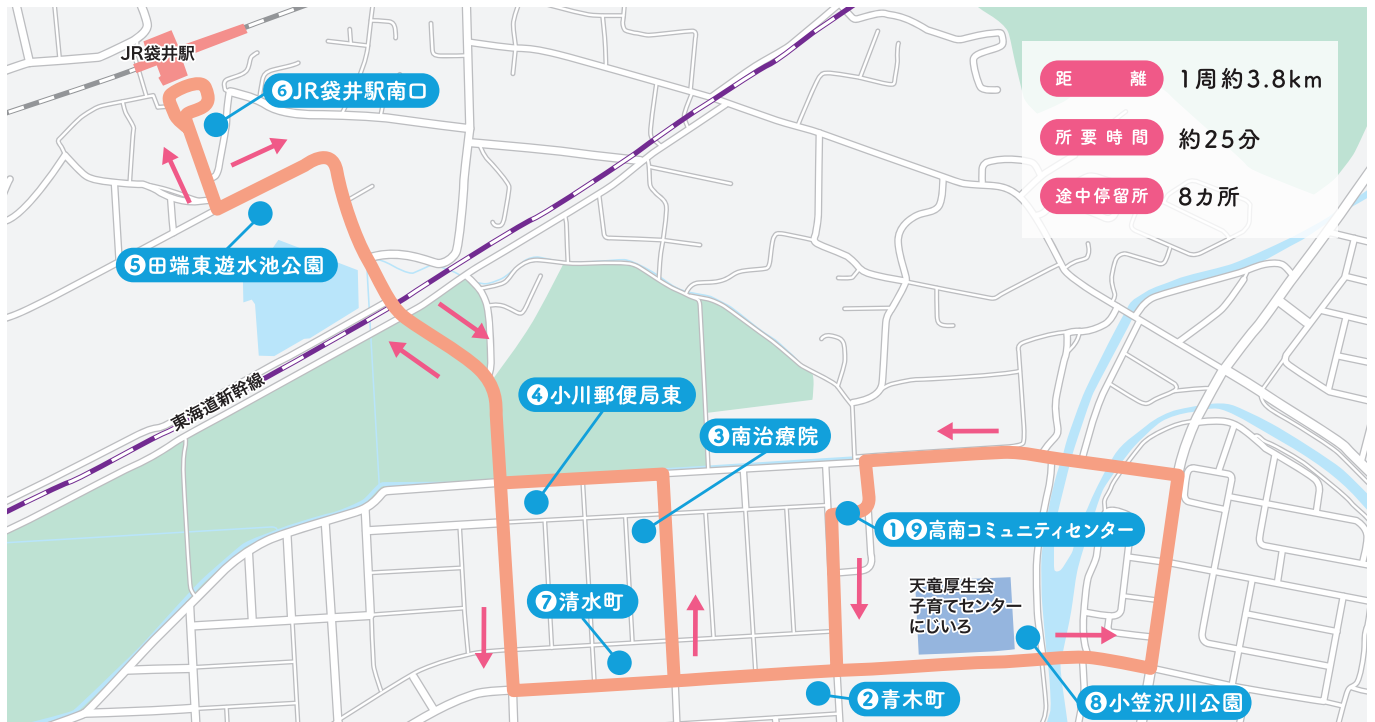 JR袋井駅
❻JR袋井駅南口
距離 1周約3.8km
所要時間 約25分
途中停留所 8カ所
❺田端東遊水池公園
東海道新幹線
❹小川郵便局東
❸南治療院
❶❾高南コミュニティセンター
❼清水町
天竜厚生会
子育てセンター
にじいろ
❷青木町
❽小笠沢川公園